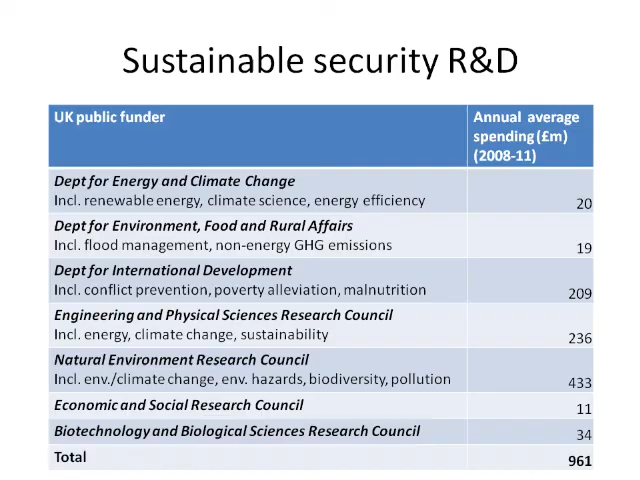 Sustainable security R&D
UK public funder
Annual average
spending (£m)
(2008-11)
Dept for Energy and Climate Change
Incl. renewable energy, climate science, energy efficiency
20
Dept for Environment, Food and Rural Affairs
Incl. flood management, non-energy GHG emissions
19
Dept for International Development
Incl. conflict prevention, poverty alleviation, malnutrition
209
Engineering and Physical Sciences Research Council
Incl. energy, climate change, sustainability
236
Natural Environment Research Council
Incl. env./climate change, env. hazards, biodiversity, pollution
433
Economic and Social Research Council
11
Biotechnology and Biological Sciences Research Council
34
Total
961